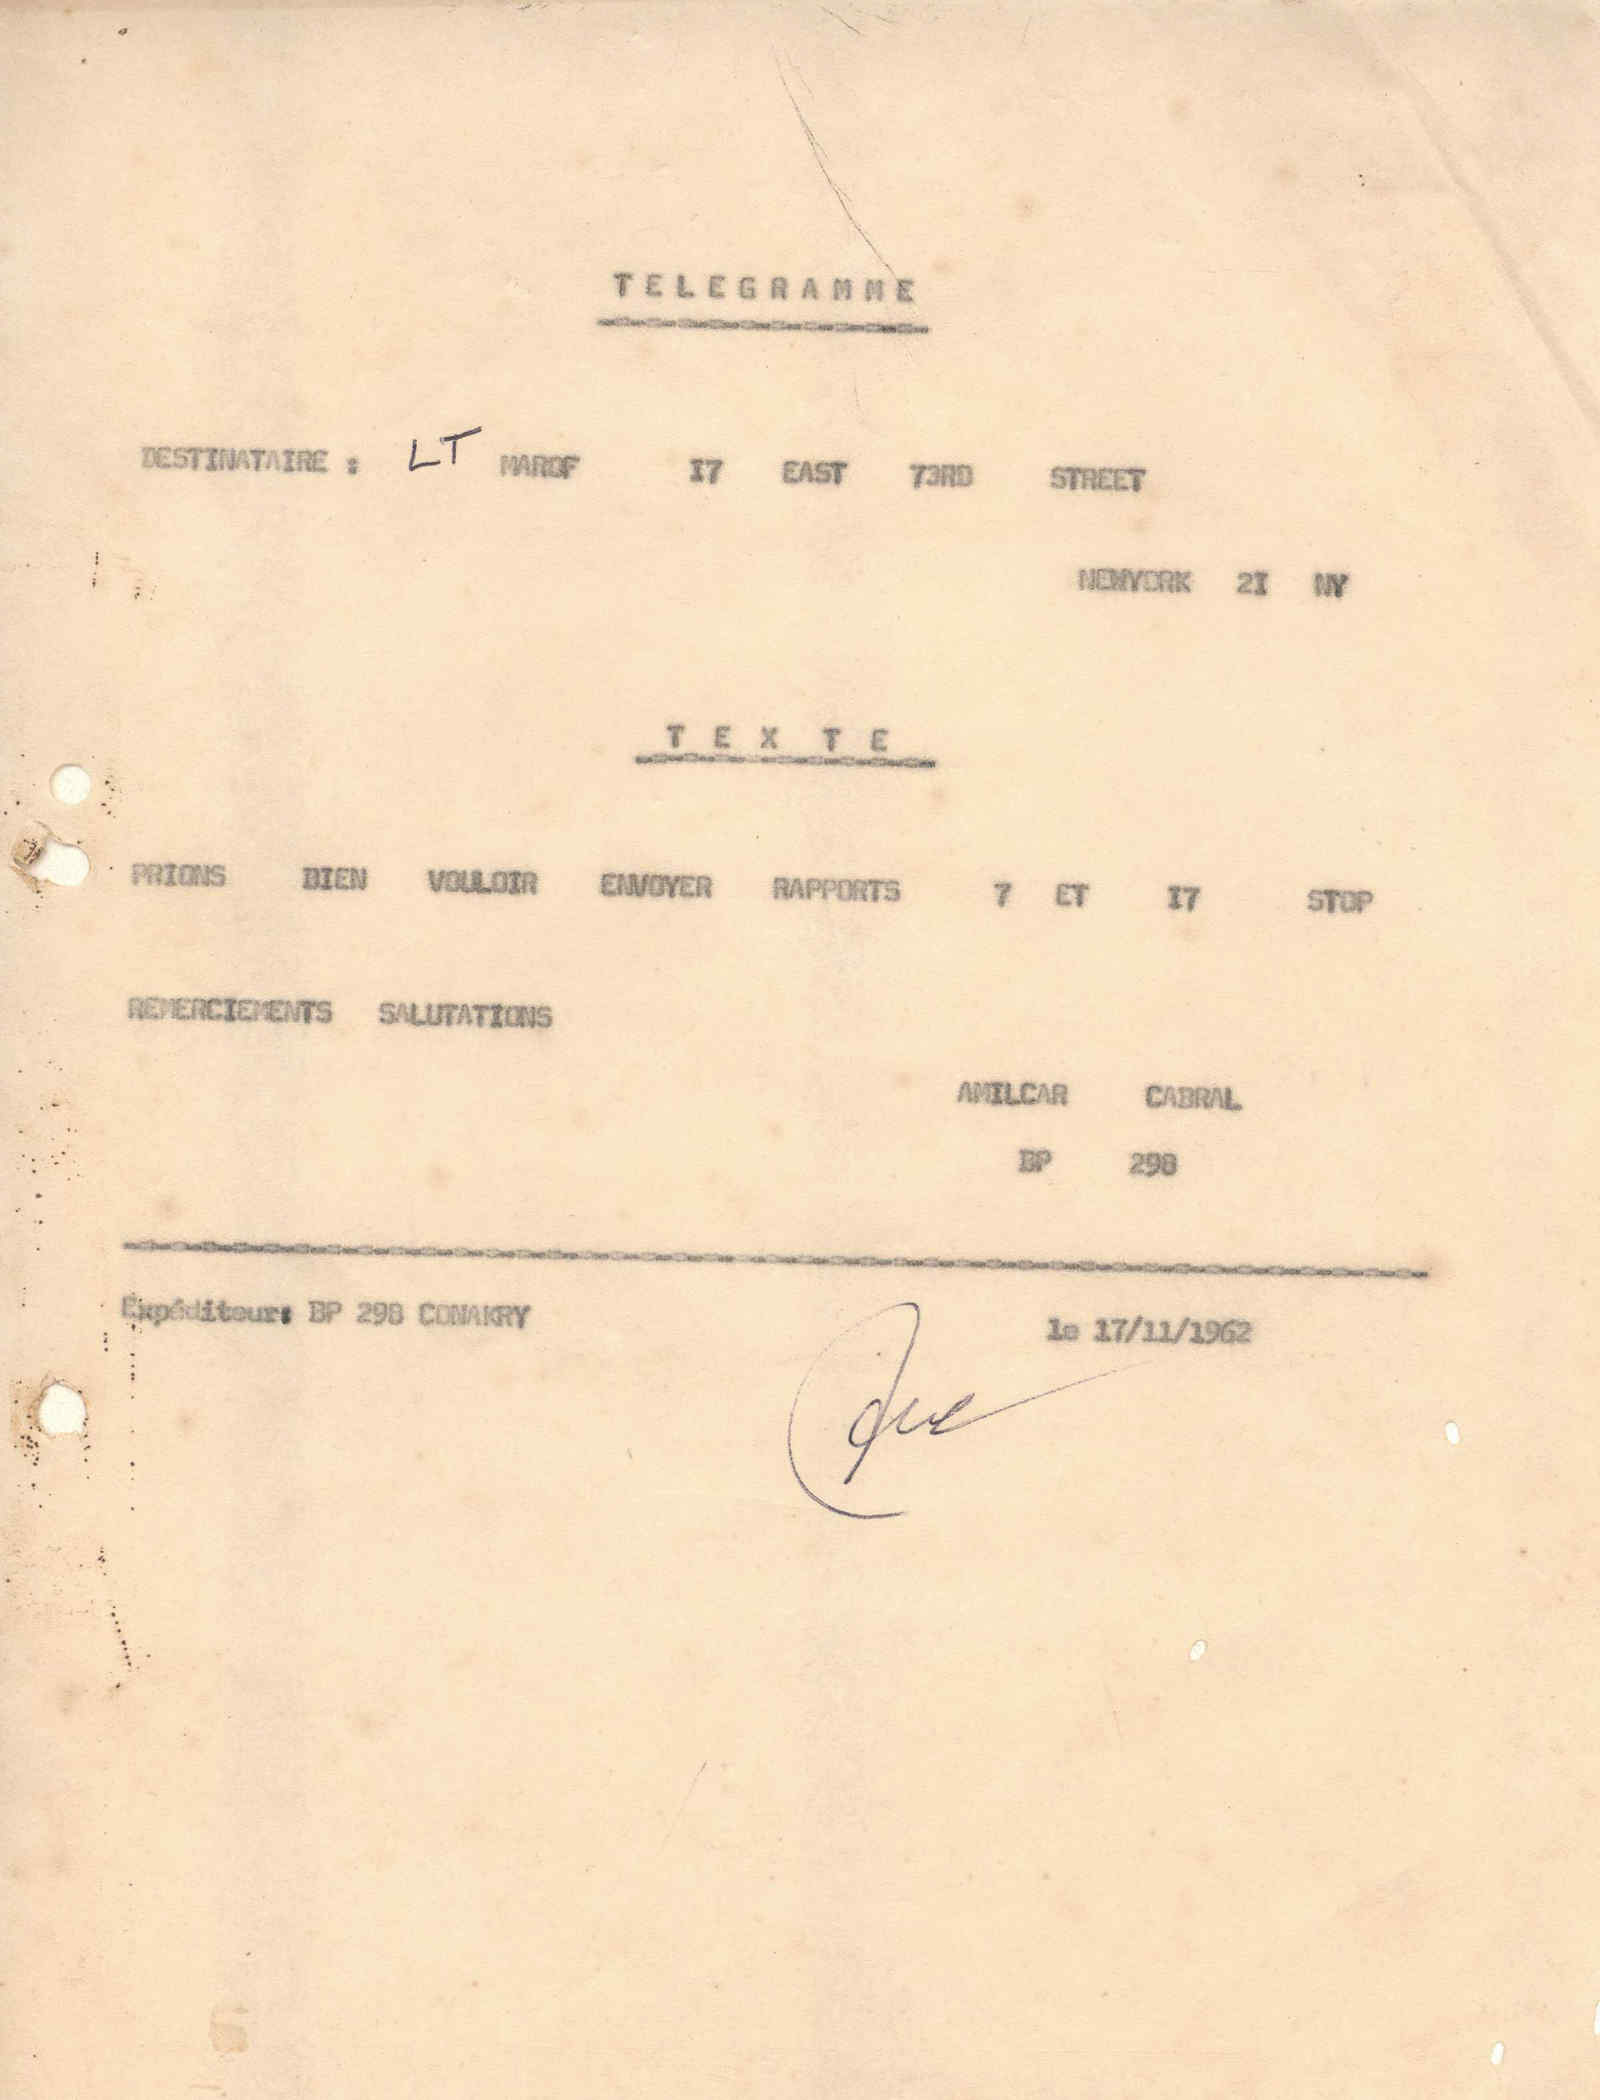 TELEGRAMME
DESTINATAIRE : LT MAROF I7 EAST 73RD STREET
NEWYORK 2I NY
TEXTE
PRIONS BIEN VOULOIR ENVOYER RAPPORTS 7 ET I7 STOP
REMERCIEMENTS SALUTATIONS
AMILCAR CABRAL
BP 298
Expéditeur: BP 298 CONAKRY le 17/11/1962